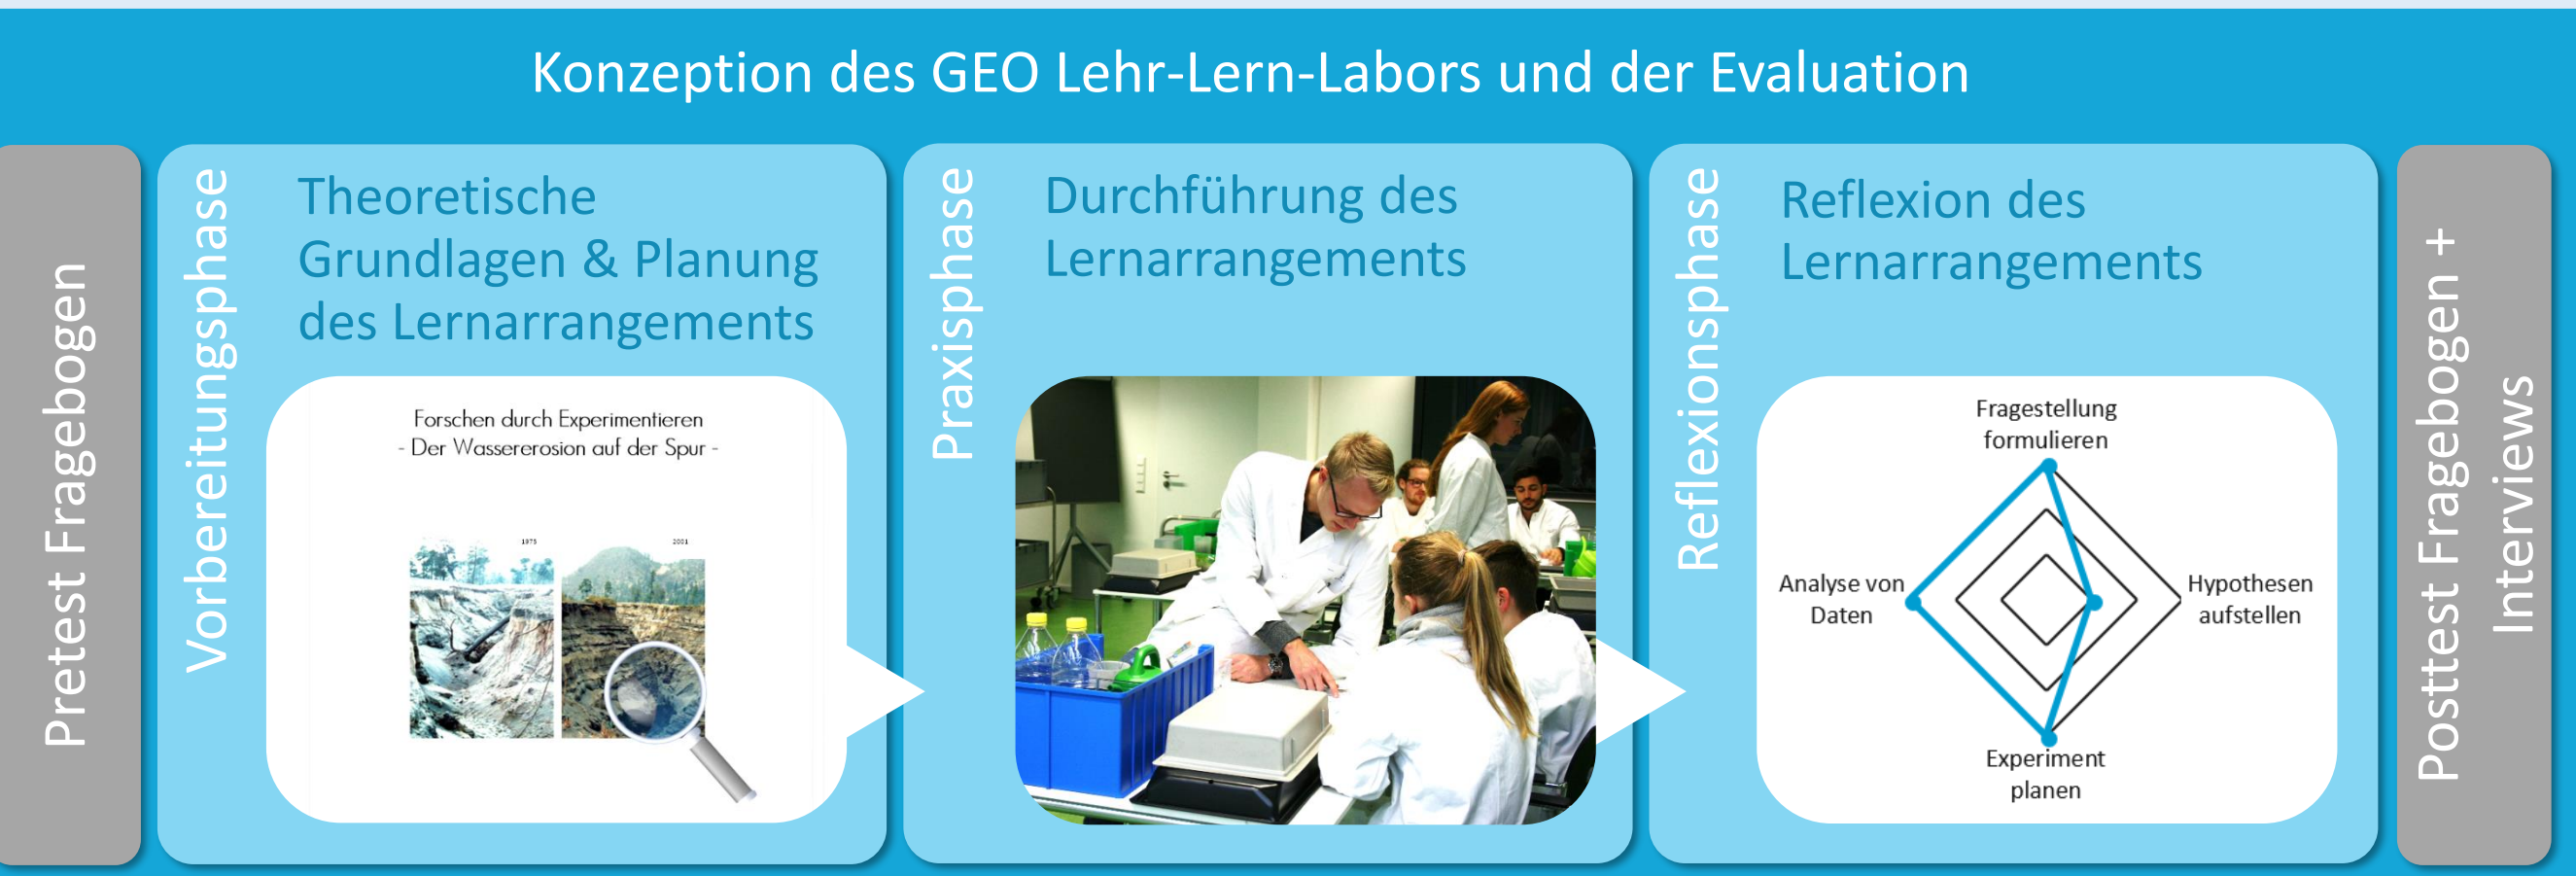 Konzeption des GEO Lehr-Lern-Labors und der Evaluation
Pretest Fragebogen
Vorbereitungsphase
Theoretische
Grundlagen & Planung
des Lernarrangements
Forschen durch Experimentieren
- Der Wassererosion auf der Spur -
1975
2001
Praxisphase
Durchführung des
Lernarrangements
Reflexionsphase
Reflexion des
Lernarrangements
Fragestellung
formulieren
Analyse von
Daten
Hypothesen
aufstellen
Experiment
planen
Posttest Fragebogen +
Interviews